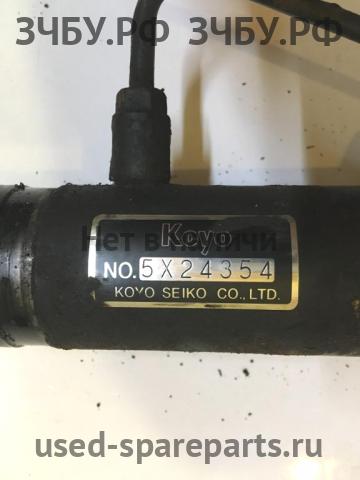 ЗЧБУ.РФ ЗЧБУ.РФ
Koyo
Нет в наличии
NO. 5X24354
KOYO SEIKO CO., LTD.
used-spareparts.ru